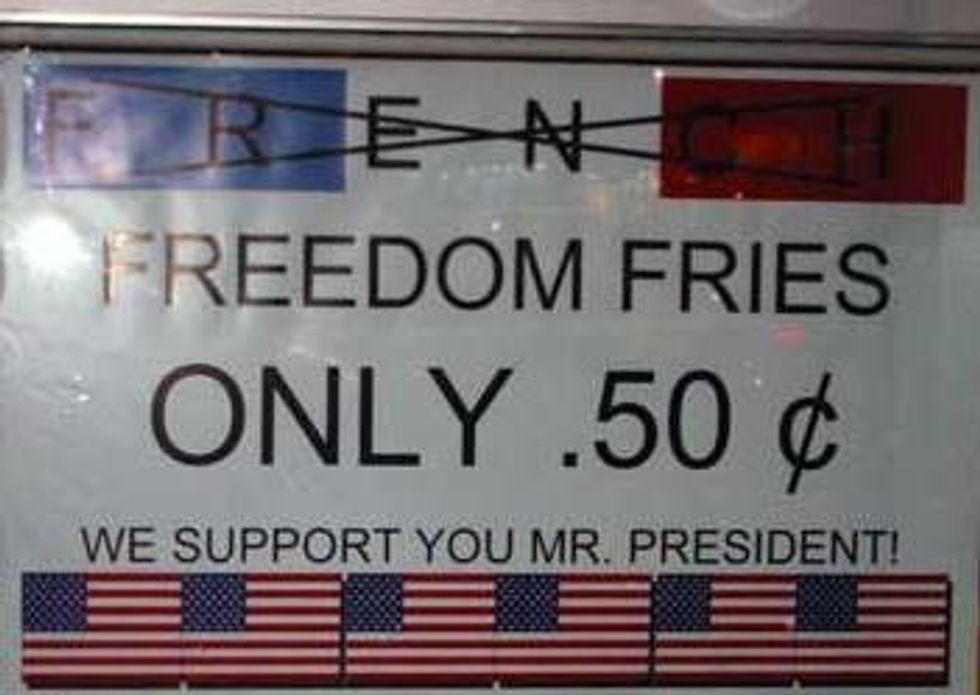 FRENCH
FREEDOM FRIES
ONLY .50 ¢
WE SUPPORT YOU MR. PRESIDENT!